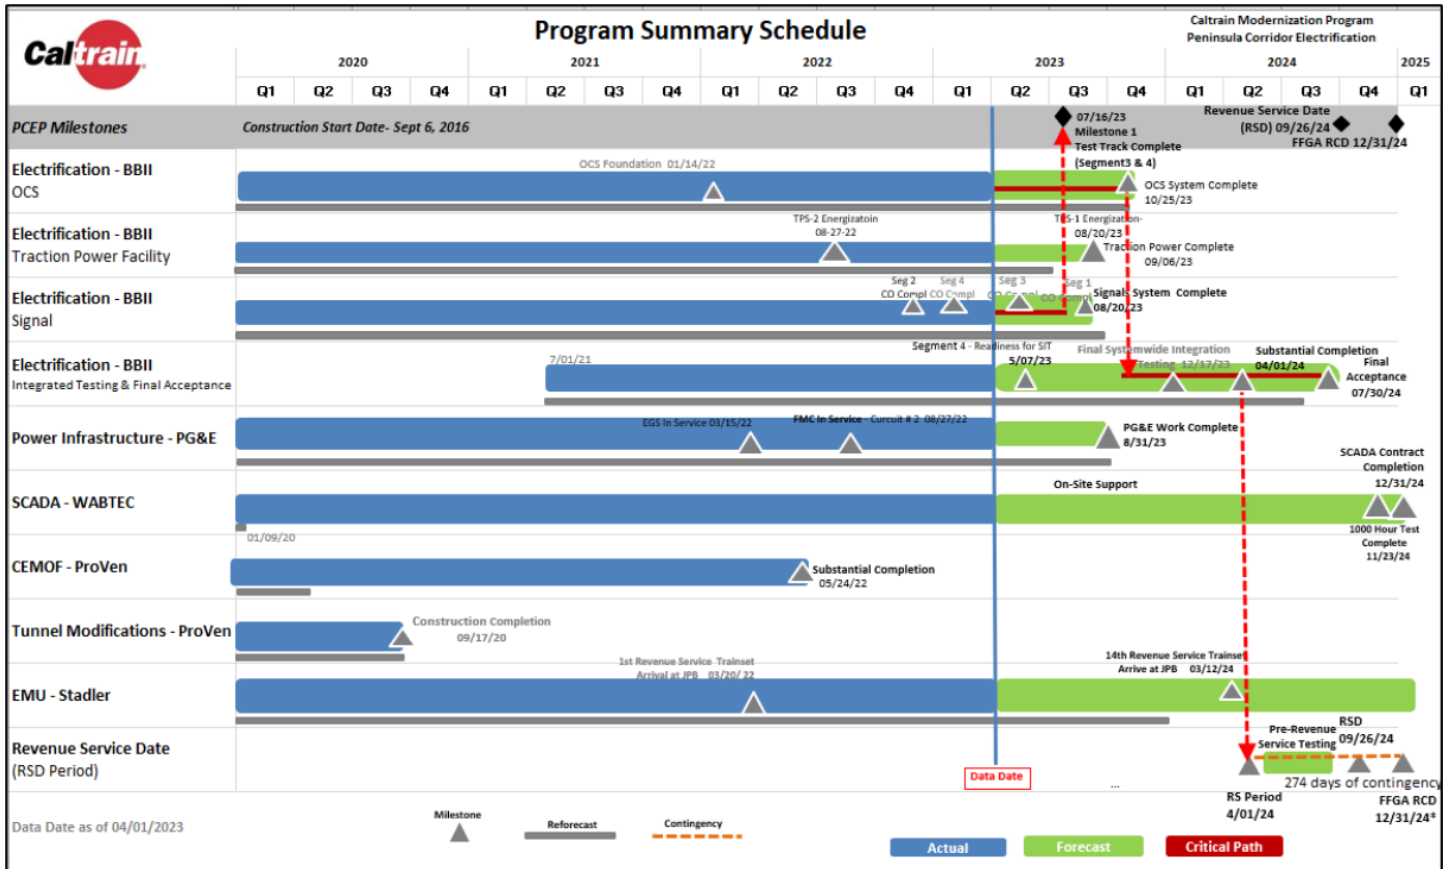 Caltrain
Program Summary Schedule
Caltrain Modernization Program
Peninsula Corridor Electrification
2020 2021 2022 2023 2024 2025
Q1 Q2 Q3 Q4 Q1 Q2 Q3 Q4 Q1 Q2 Q3 Q4 Q1 Q2 Q3 Q4 Q1 Q2 Q3 Q4 Q1
PCEP Milestones
Construction Start Date- Sept 6, 2016
07/16/23
Milestone 1
Test Track Complete
(Segment3 & 4)
Revenue Service Date
(RSD) 09/26/24
FFGA RCD 12/31/24
Electrification - BBII
OCS
OCS Foundation 01/14/22
OCS System Complete
10/25/23
Electrification - BBII
Traction Power Facility
TPS-2 Energizatoin
08-27-22
TPS-1 Energization-
08/20/23
Traction Power Complete
09/06/23
Electrification - BBII
Signal
Seg 2
CO Compl
Seg 4
CO Compl
Seg 3
CO Compl
Seg 1
CO Compl
Signals System Complete
08/20/23
Electrification - BBII
Integrated Testing & Final Acceptance
7/01/21
Segment 4 - Readiness for SIT
5/07/23
Final Systemwide Integration
Testing 12/17/23
Substantial Completion
04/01/24
Final
Acceptance
07/30/24
Power Infrastructure - PG&E
EGS In Service 03/15/22
FMC In Service - Curcuit # 2 08/27/22
PG&E Work Complete
8/31/23
SCADA - WABTEC
01/09/20
On-Site Support
SCADA Contract
Completion
12/31/24
1000 Hour Test
Complete
11/23/24
CEMOF - ProVen
Substantial Completion
05/24/22
Tunnel Modifications - ProVen
Construction Completion
09/17/20
EMU - Stadler
1st Revenue Service Trainset
Arrival at JPB 03/20/ 22
14th Revenue Service Trainset
Arrive at JPB 03/12/24
Revenue Service Date
(RSD Period)
Pre-Revenue
Service Testing
RSD
09/26/24
274 days of contingency
RS Period
4/01/24
FFGA RCD
12/31/24*
Data Date
...
Data Date as of 04/01/2023
Milestone
Reforecast
Contingency
Actual
Forecast
Critical Path